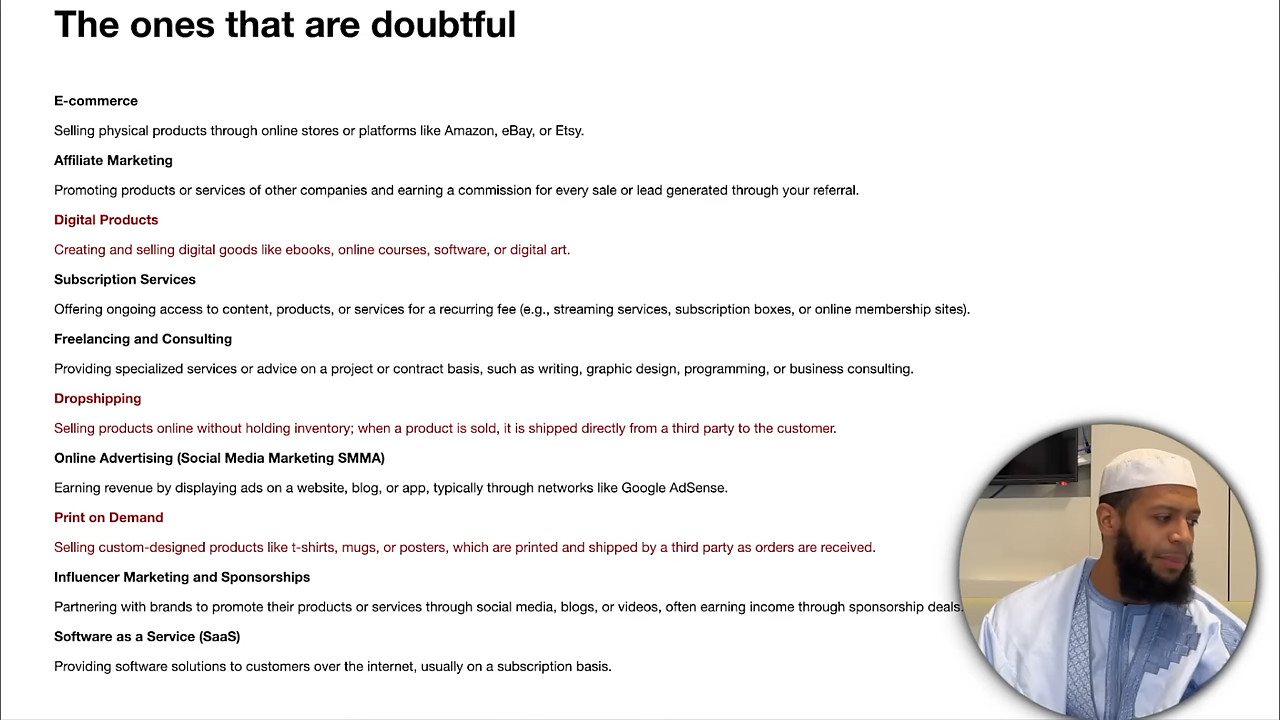 The ones that are doubtful
E-commerce
Selling physical products through online stores or platforms like Amazon, eBay, or Etsy.
Affiliate Marketing
Promoting products or services of other companies and earning a commission for every sale or lead generated through your referral.
Digital Products
Creating and selling digital goods like ebooks, online courses, software, or digital art.
Subscription Services
Offering ongoing access to content, products, or services for a recurring fee (e.g., streaming services, subscription boxes, or online membership sites).
Freelancing and Consulting
Providing specialized services or advice on a project or contract basis, such as writing, graphic design, programming, or business consulting.
Dropshipping
Selling products online without holding inventory; when a product is sold, it is shipped directly from a third party to the customer.
Online Advertising (Social Media Marketing SMMA)
Earning revenue by displaying ads on a website, blog, or app, typically through networks like Google AdSense.
Print on Demand
Selling custom-designed products like t-shirts, mugs, or posters, which are printed and shipped by a third party as orders are received.
Influencer Marketing and Sponsorships
Partnering with brands to promote their products or services through social media, blogs, or videos, often earning income through sponsorship deals.
Software as a Service (SaaS)
Providing software solutions to customers over the internet, usually on a subscription basis.